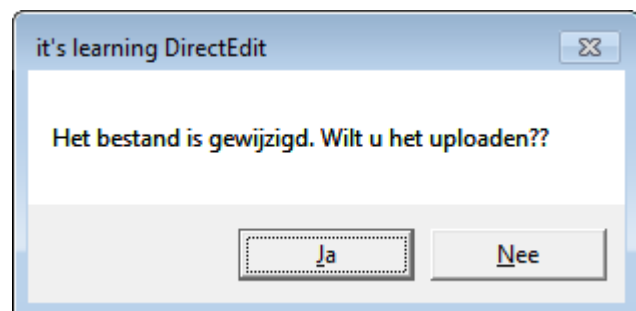 it's learning DirectEdit
Het bestand is gewijzigd. Wilt u het uploaden??
Ja Nee